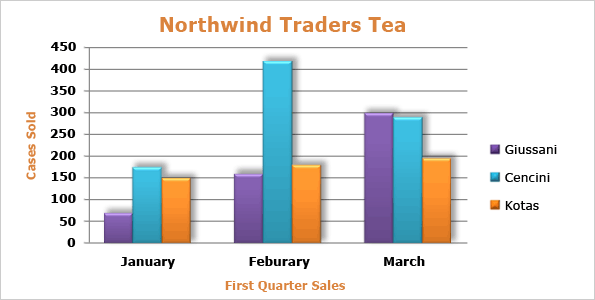 Northwind Traders Tea
450
400
350
300
250
200
150
100
50
0
Cases Sold
January Feburary March
First Quarter Sales
Giussani
Cencini
Kotas